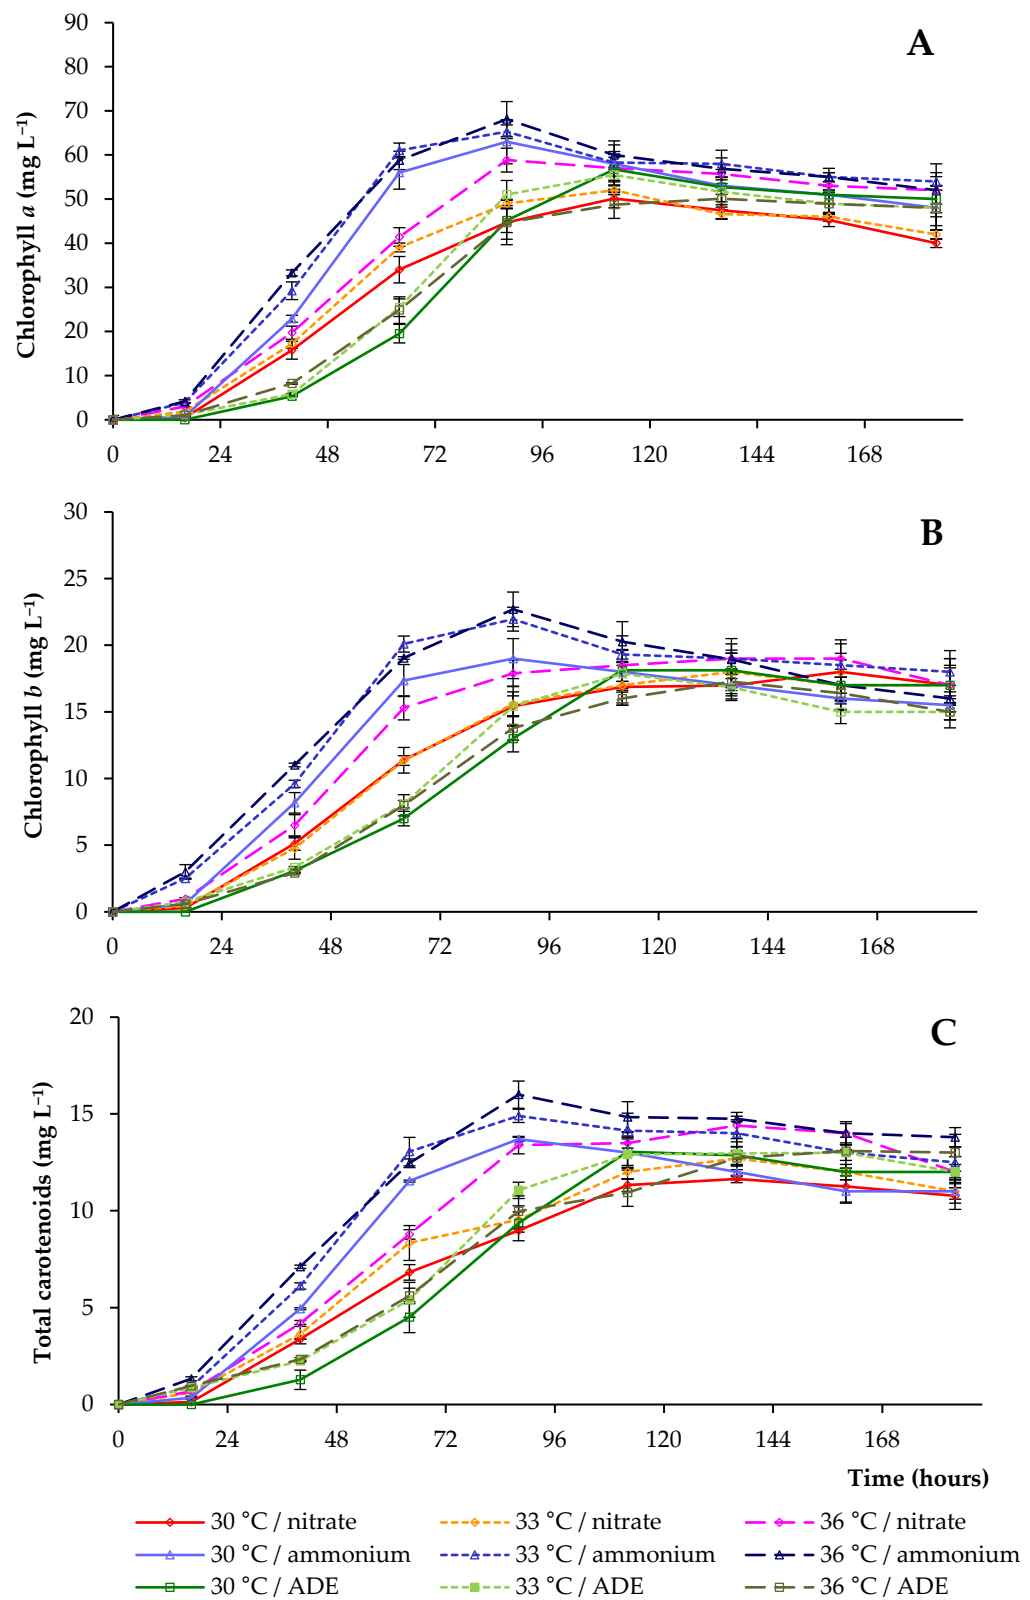 A
Chlorophyll a (mg L⁻¹)
90
80
70
60
50
40
30
20
10
0
0 24 48 72 96 120 144 168
B
Chlorophyll b (mg L⁻¹)
30
25
20
15
10
5
0
0 24 48 72 96 120 144 168
C
Total carotenoids (mg L⁻¹)
20
15
10
5
0
0 24 48 72 96 120 144 168
Time (hours)
30 °C / nitrate 33 °C / nitrate 36 °C / nitrate
30 °C / ammonium 33 °C / ammonium 36 °C / ammonium
30 °C / ADE 33 °C / ADE 36 °C / ADE